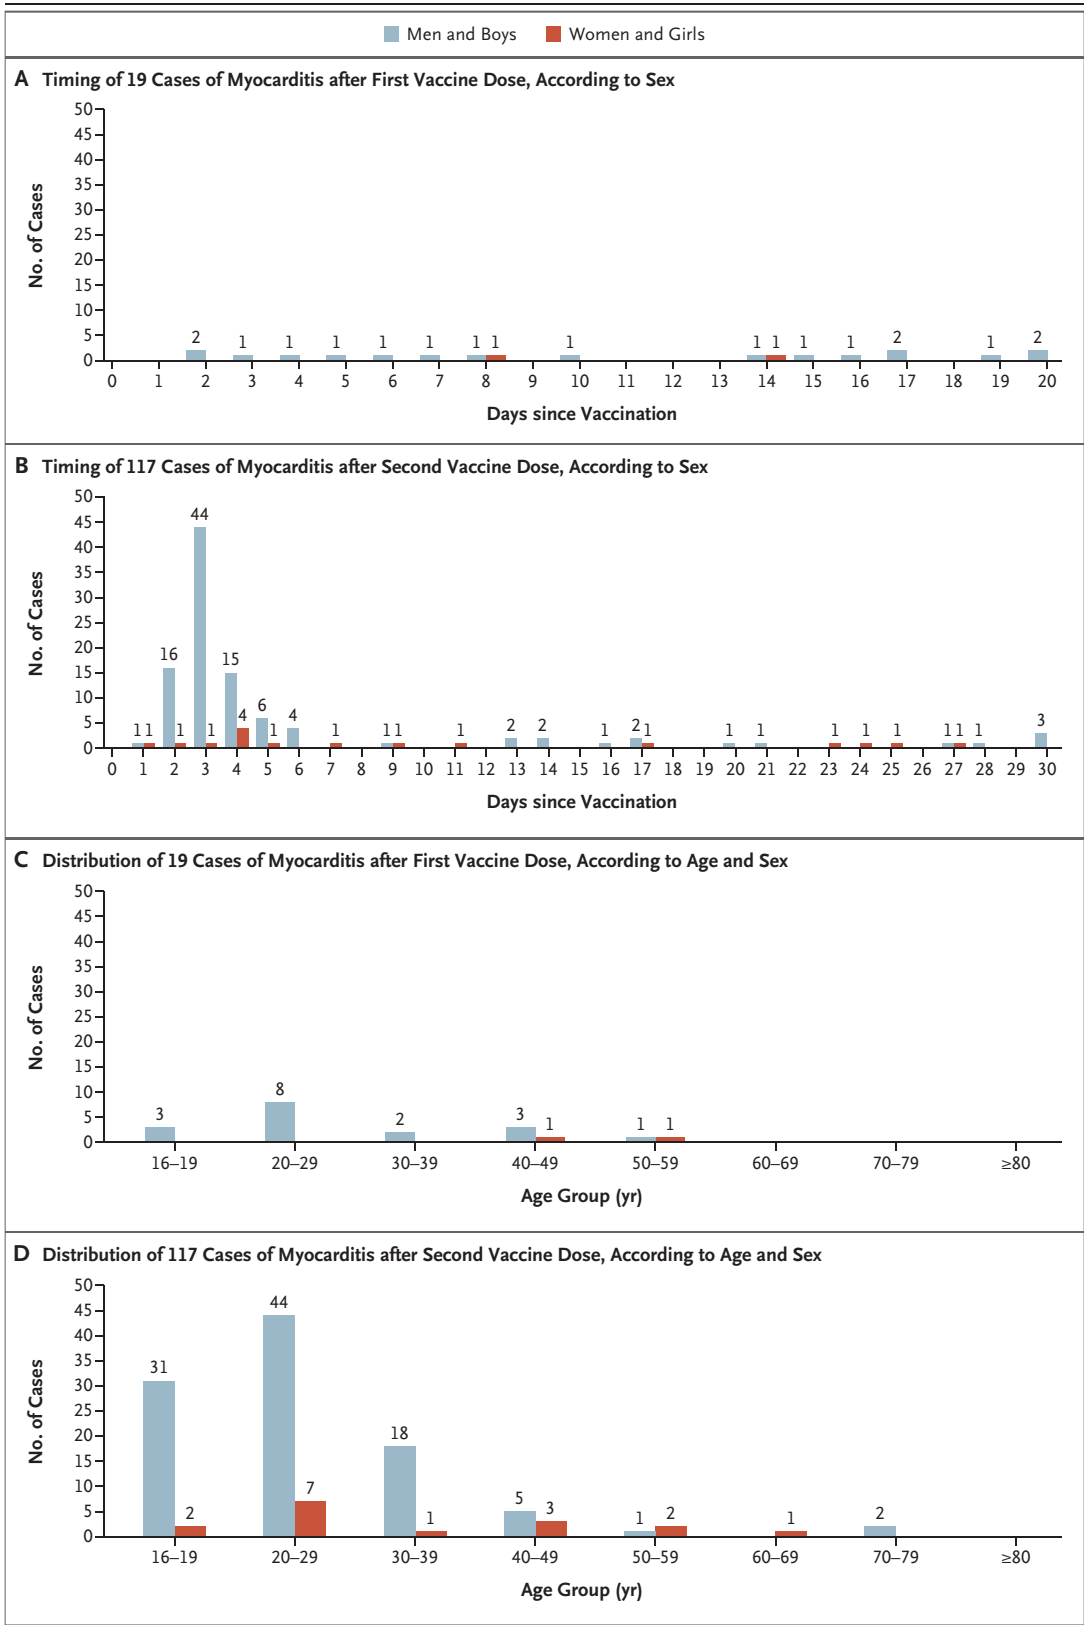 Men and Boys Women and Girls
A Timing of 19 Cases of Myocarditis after First Vaccine Dose, According to Sex
No. of Cases
50
45
40
35
30
25
20
15
10
5
0
2 1 1 1 1 1 1 1 1 1 1 1 1 2 1 2
0 1 2 3 4 5 6 7 8 9 10 11 12 13 14 15 16 17 18 19 20
Days since Vaccination
B Timing of 117 Cases of Myocarditis after Second Vaccine Dose, According to Sex
No. of Cases
50
45
40
35
30
25
20
15
10
5
0
1 1 16 1 44 1 15 4 6 1 4 1 1 1 1 2 2 1 2 1 1 1 1 1 1 1 1 1 3
0 1 2 3 4 5 6 7 8 9 10 11 12 13 14 15 16 17 18 19 20 21 22 23 24 25 26 27 28 29 30
Days since Vaccination
C Distribution of 19 Cases of Myocarditis after First Vaccine Dose, According to Age and Sex
No. of Cases
50
45
40
35
30
25
20
15
10
5
0
3 8 2 3 1 1 1
16–19 20–29 30–39 40–49 50–59 60–69 70–79 ≥80
Age Group (yr)
D Distribution of 117 Cases of Myocarditis after Second Vaccine Dose, According to Age and Sex
No. of Cases
50
45
40
35
30
25
20
15
10
5
0
31 2 44 7 18 1 5 3 1 2 1 2
16–19 20–29 30–39 40–49 50–59 60–69 70–79 ≥80
Age Group (yr)